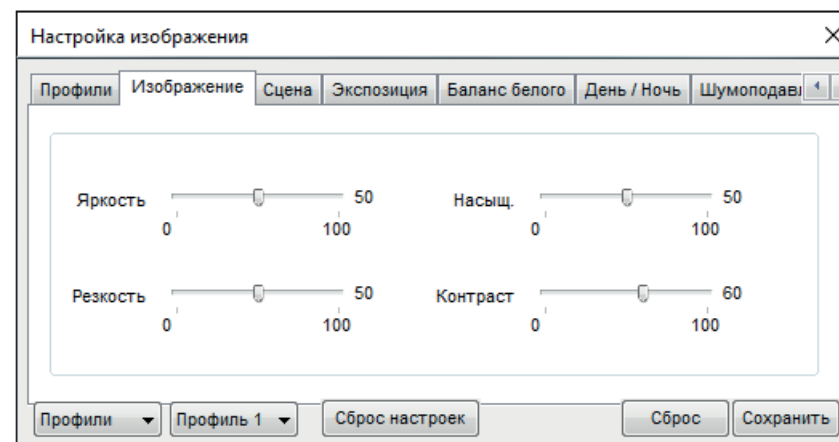 Настройка изображения
Профили Изображение Сцена Экспозиция Баланс белого День / Ночь Шумоподав
Яркость 50 Насыщ. 50
0 100 0 100
Резкость 50 Контраст 60
0 100 0 100
Профили Профиль 1 Сброс настроек Сброс Сохранить